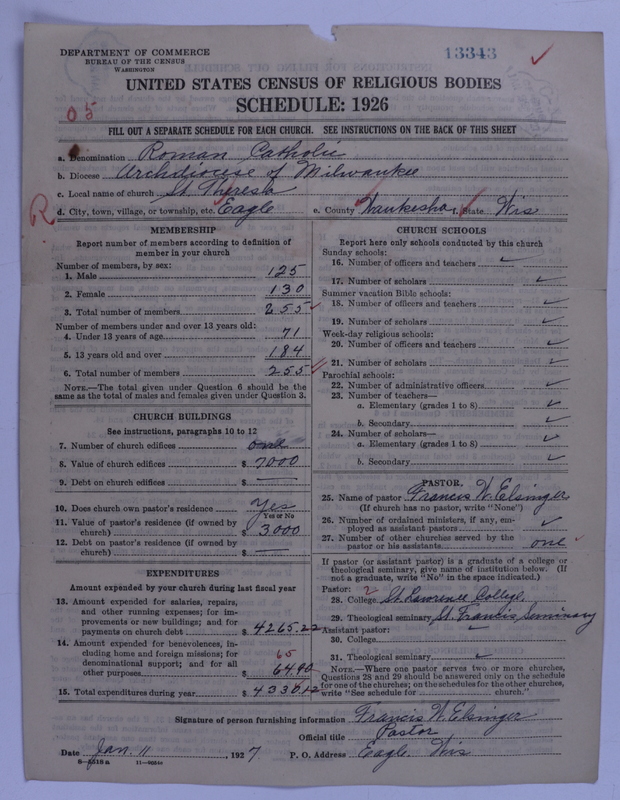 DEPARTMENT OF COMMERCE
BUREAU OF THE CENSUS
WASHINGTON
13343
UNITED STATES CENSUS OF RELIGIOUS BODIES
SCHEDULE: 1926
05
FILL OUT A SEPARATE SCHEDULE FOR EACH CHURCH. SEE INSTRUCTIONS ON THE BACK OF THIS SHEET
a. Denomination Roman Catholic
b. Diocese Archdiocese of Milwaukee
c. Local name of church St. Theresa
R
d. City, town, village, or township, etc. Eagle e. County Waukesha f. State Wis
MEMBERSHIP
Report number of members according to definition of
member in your church
Number of members, by sex:
1. Male 125
2. Female 130
3. Total number of members 255
Number of members under and over 13 years old:
4. Under 13 years of age 71
5. 13 years old and over 184
6. Total number of members 255
NOTE.—The total given under Question 6 should be the
same as the total of males and females given under Question 3.
CHURCH BUILDINGS
See instructions, paragraphs 10 to 12
7. Number of church edifices one
8. Value of church edifices $ 7000
9. Debt on church edifices $ —
10. Does church own pastor's residence Yes
Yes or No
11. Value of pastor's residence (if owned by
church) $ 3000
12. Debt on pastor's residence (if owned by
church) $ —
EXPENDITURES
Amount expended by your church during last fiscal year
13. Amount expended for salaries, repairs,
and other running expenses; for im-
provements or new buildings; and for
payments on church debt $ 4265.22
14. Amount expended for benevolences, in-
cluding home and foreign missions; for
denominational support; and for all 65
other purposes $ 64.90
15. Total expenditures during year $ 4330.12
CHURCH SCHOOLS
Report here only schools conducted by this church
Sunday schools:
16. Number of officers and teachers ✓
17. Number of scholars ✓
Summer vacation Bible schools:
18. Number of officers and teachers ✓
19. Number of scholars ✓
Week-day religious schools:
20. Number of officers and teachers ✓
21. Number of scholars ✓
Parochial schools:
22. Number of administrative officers ✓
23. Number of teachers—
a. Elementary (grades 1 to 8) ✓
b. Secondary ✓
24. Number of scholars—
a. Elementary (grades 1 to 8) ✓
b. Secondary ✓
PASTOR
25. Name of pastor Francis W. Elsinger
(If church has no pastor, write "None")
26. Number of ordained ministers, if any, em-
ployed as assistant pastors ✓
27. Number of other churches served by the
pastor or his assistants one
If pastor (or assistant pastor) is a graduate of a college or
theological seminary, give name of institution below. (If
not a graduate, write "No" in the space indicated.)
Pastor: 2
28. College St. Lawrence College
29. Theological seminary St. Francis Seminary
Assistant pastor: ✓
30. College
31. Theological seminary ✓
NOTE.—Where one pastor serves two or more churches,
Questions 28 and 29 should be answered only on the schedule
for one of the churches; on the schedules for the other churches,
write "See schedule for church."
Signature of person furnishing information Francis W. Elsinger
Official title Pastor
Date Jan. 11, 1927 P. O. Address Eagle, Wis